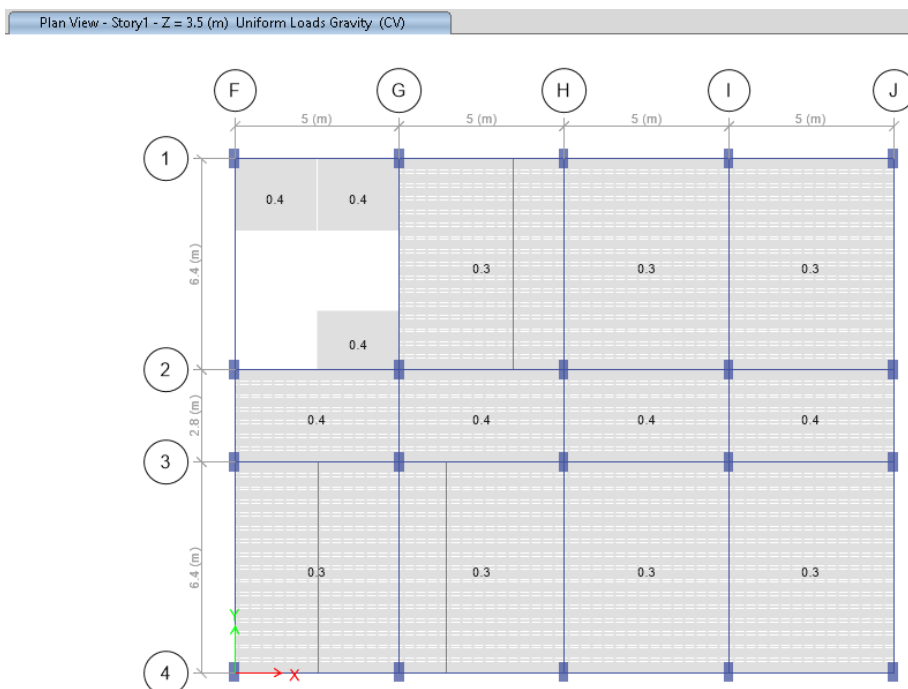 Plan View - Story1 - Z = 3.5 (m) Uniform Loads Gravity (CV)
F G H I J
5 (m) 5 (m) 5 (m) 5 (m)
1
0.4 0.4
6.4 (m)
0.3 0.3 0.3
0.4
2
2.8 (m)
0.4 0.4 0.4 0.4
3
6.4 (m)
0.3 0.3 0.3 0.3
Y
4
X